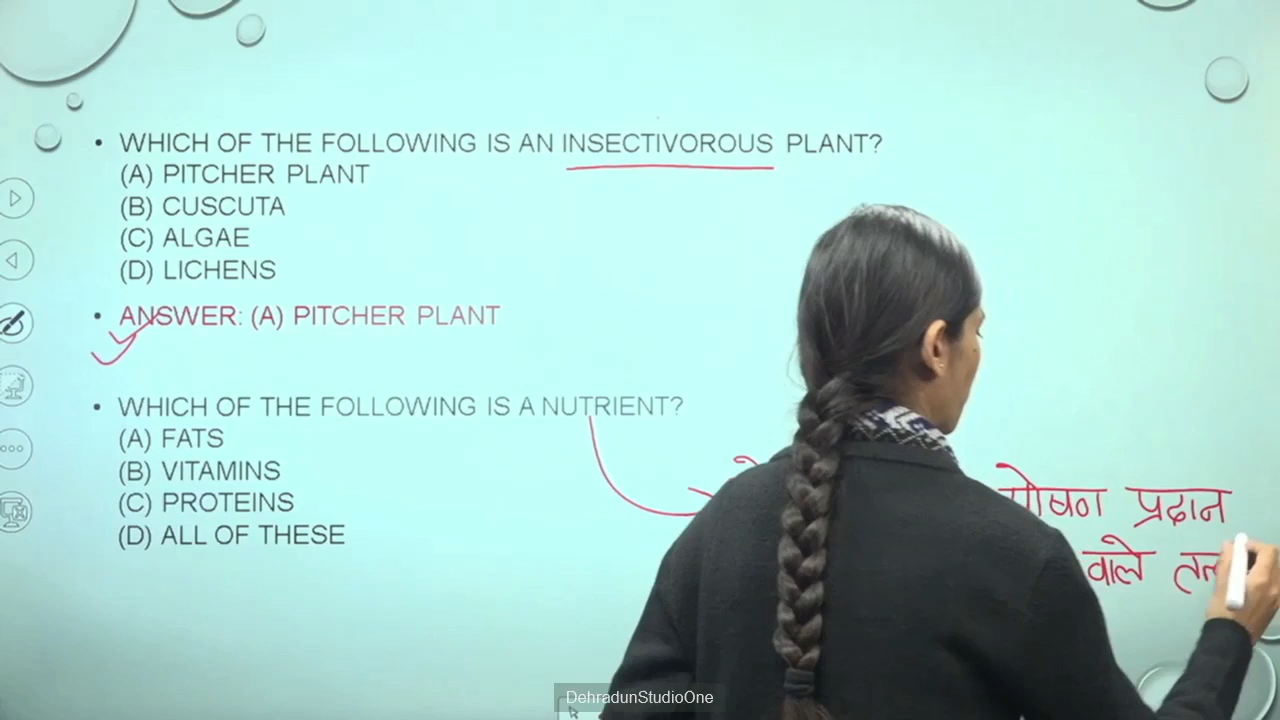 • WHICH OF THE FOLLOWING IS AN INSECTIVOROUS PLANT?
(A) PITCHER PLANT
(B) CUSCUTA
(C) ALGAE
(D) LICHENS
• ANSWER: (A) PITCHER PLANT
• WHICH OF THE FOLLOWING IS A NUTRIENT?
(A) FATS
(B) VITAMINS
(C) PROTEINS
(D) ALL OF THESE
पोषण प्रदान
वाले
DehradunStudioOne